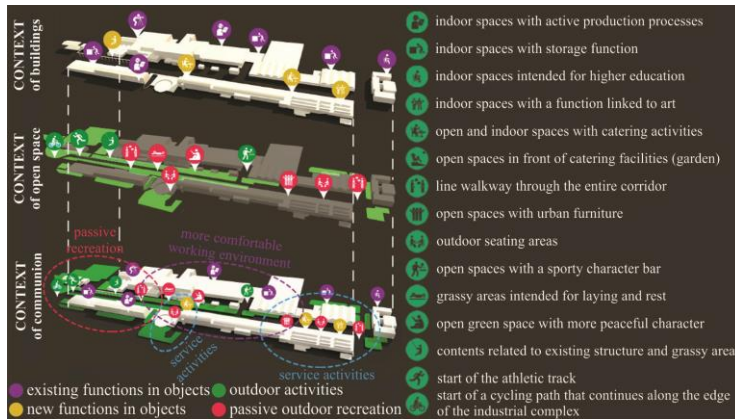 CONTEXT
of buildings
CONTEXT
of open space
CONTEXT
of communion
passive
recreation
more comfortable
working environment
service
activities
service activities
existing functions in objects
outdoor activities
new functions in objects
passive outdoor recreation
indoor spaces with active production processes
indoor spaces with storage function
indoor spaces intended for higher education
indoor spaces with a function linked to art
open and indoor spaces with catering activities
open spaces in front of catering facilities (garden)
line walkway through the entire corridor
open spaces with urban furniture
outdoor seating areas
open spaces with a sporty character bar
grassy areas intended for laying and rest
open green space with more peaceful character
contents related to existing structure and grassy area
start of the athletic track
start of a cycling path that continues along the edge
of the industrial complex